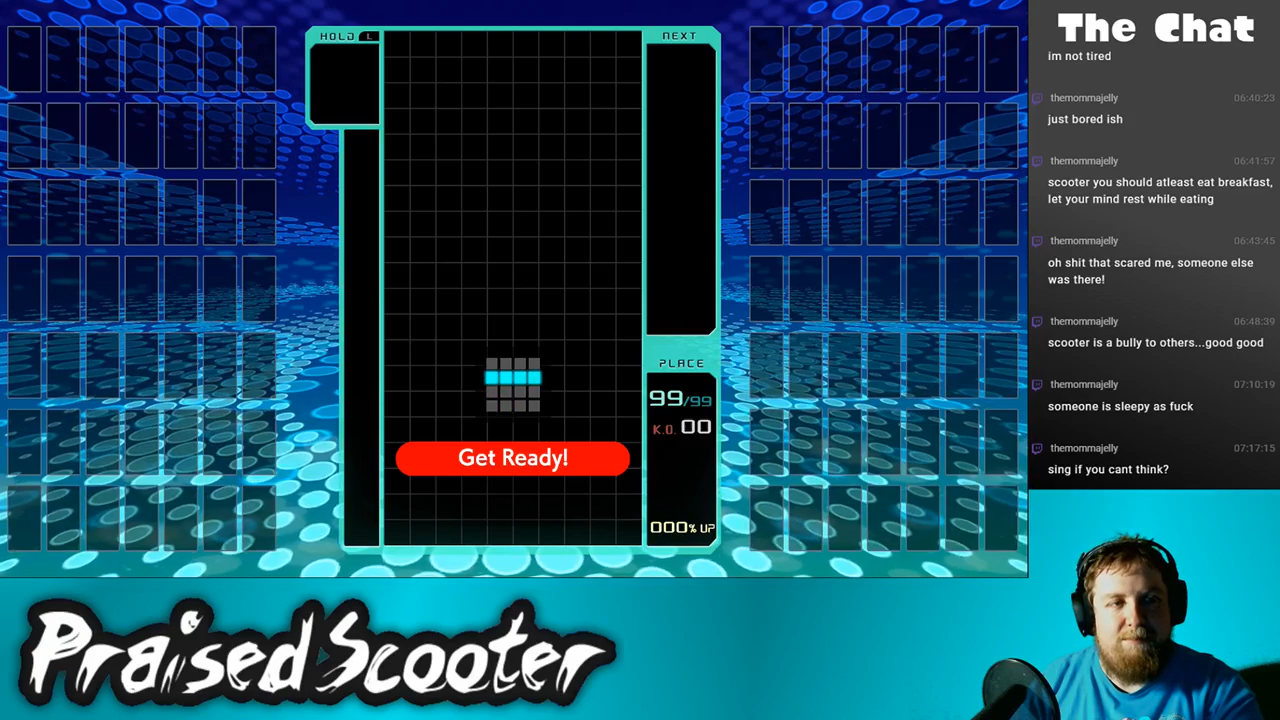 HOLD L
NEXT
PLACE
99/99
K.O. 00
000% UP
Get Ready!
PraisedScooter
The Chat
im not tired
themommajelly 06:40:23
just bored ish
themommajelly 06:41:57
scooter you should atleast eat breakfast,
let your mind rest while eating
themommajelly 06:43:45
oh shit that scared me, someone else
was there!
themommajelly 06:48:39
scooter is a bully to others...good good
themommajelly 07:10:19
someone is sleepy as fuck
themommajelly 07:17:15
sing if you cant think?